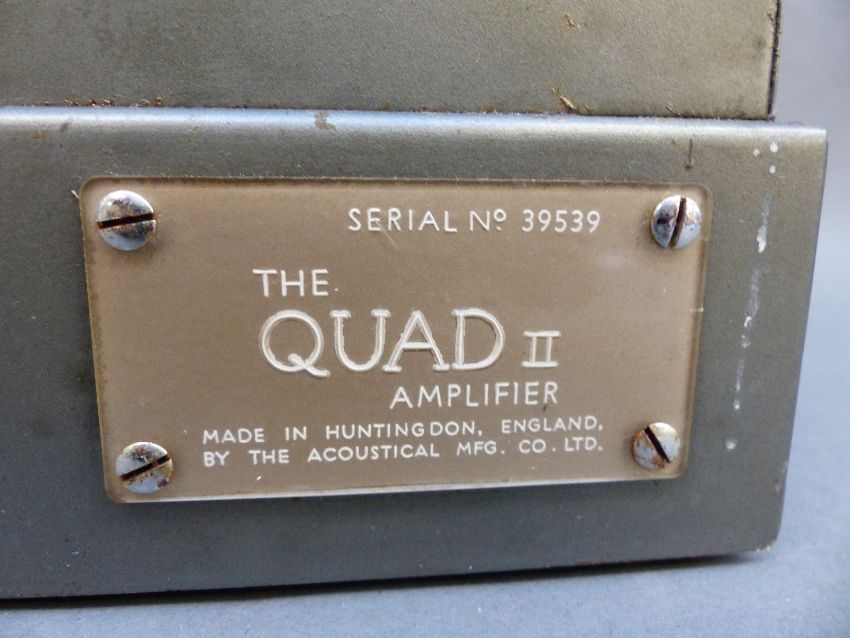 SERIAL Nº 39539
THE
QUAD II
AMPLIFIER
MADE IN HUNTINGDON, ENGLAND,
BY THE ACOUSTICAL MFG. CO. LTD.